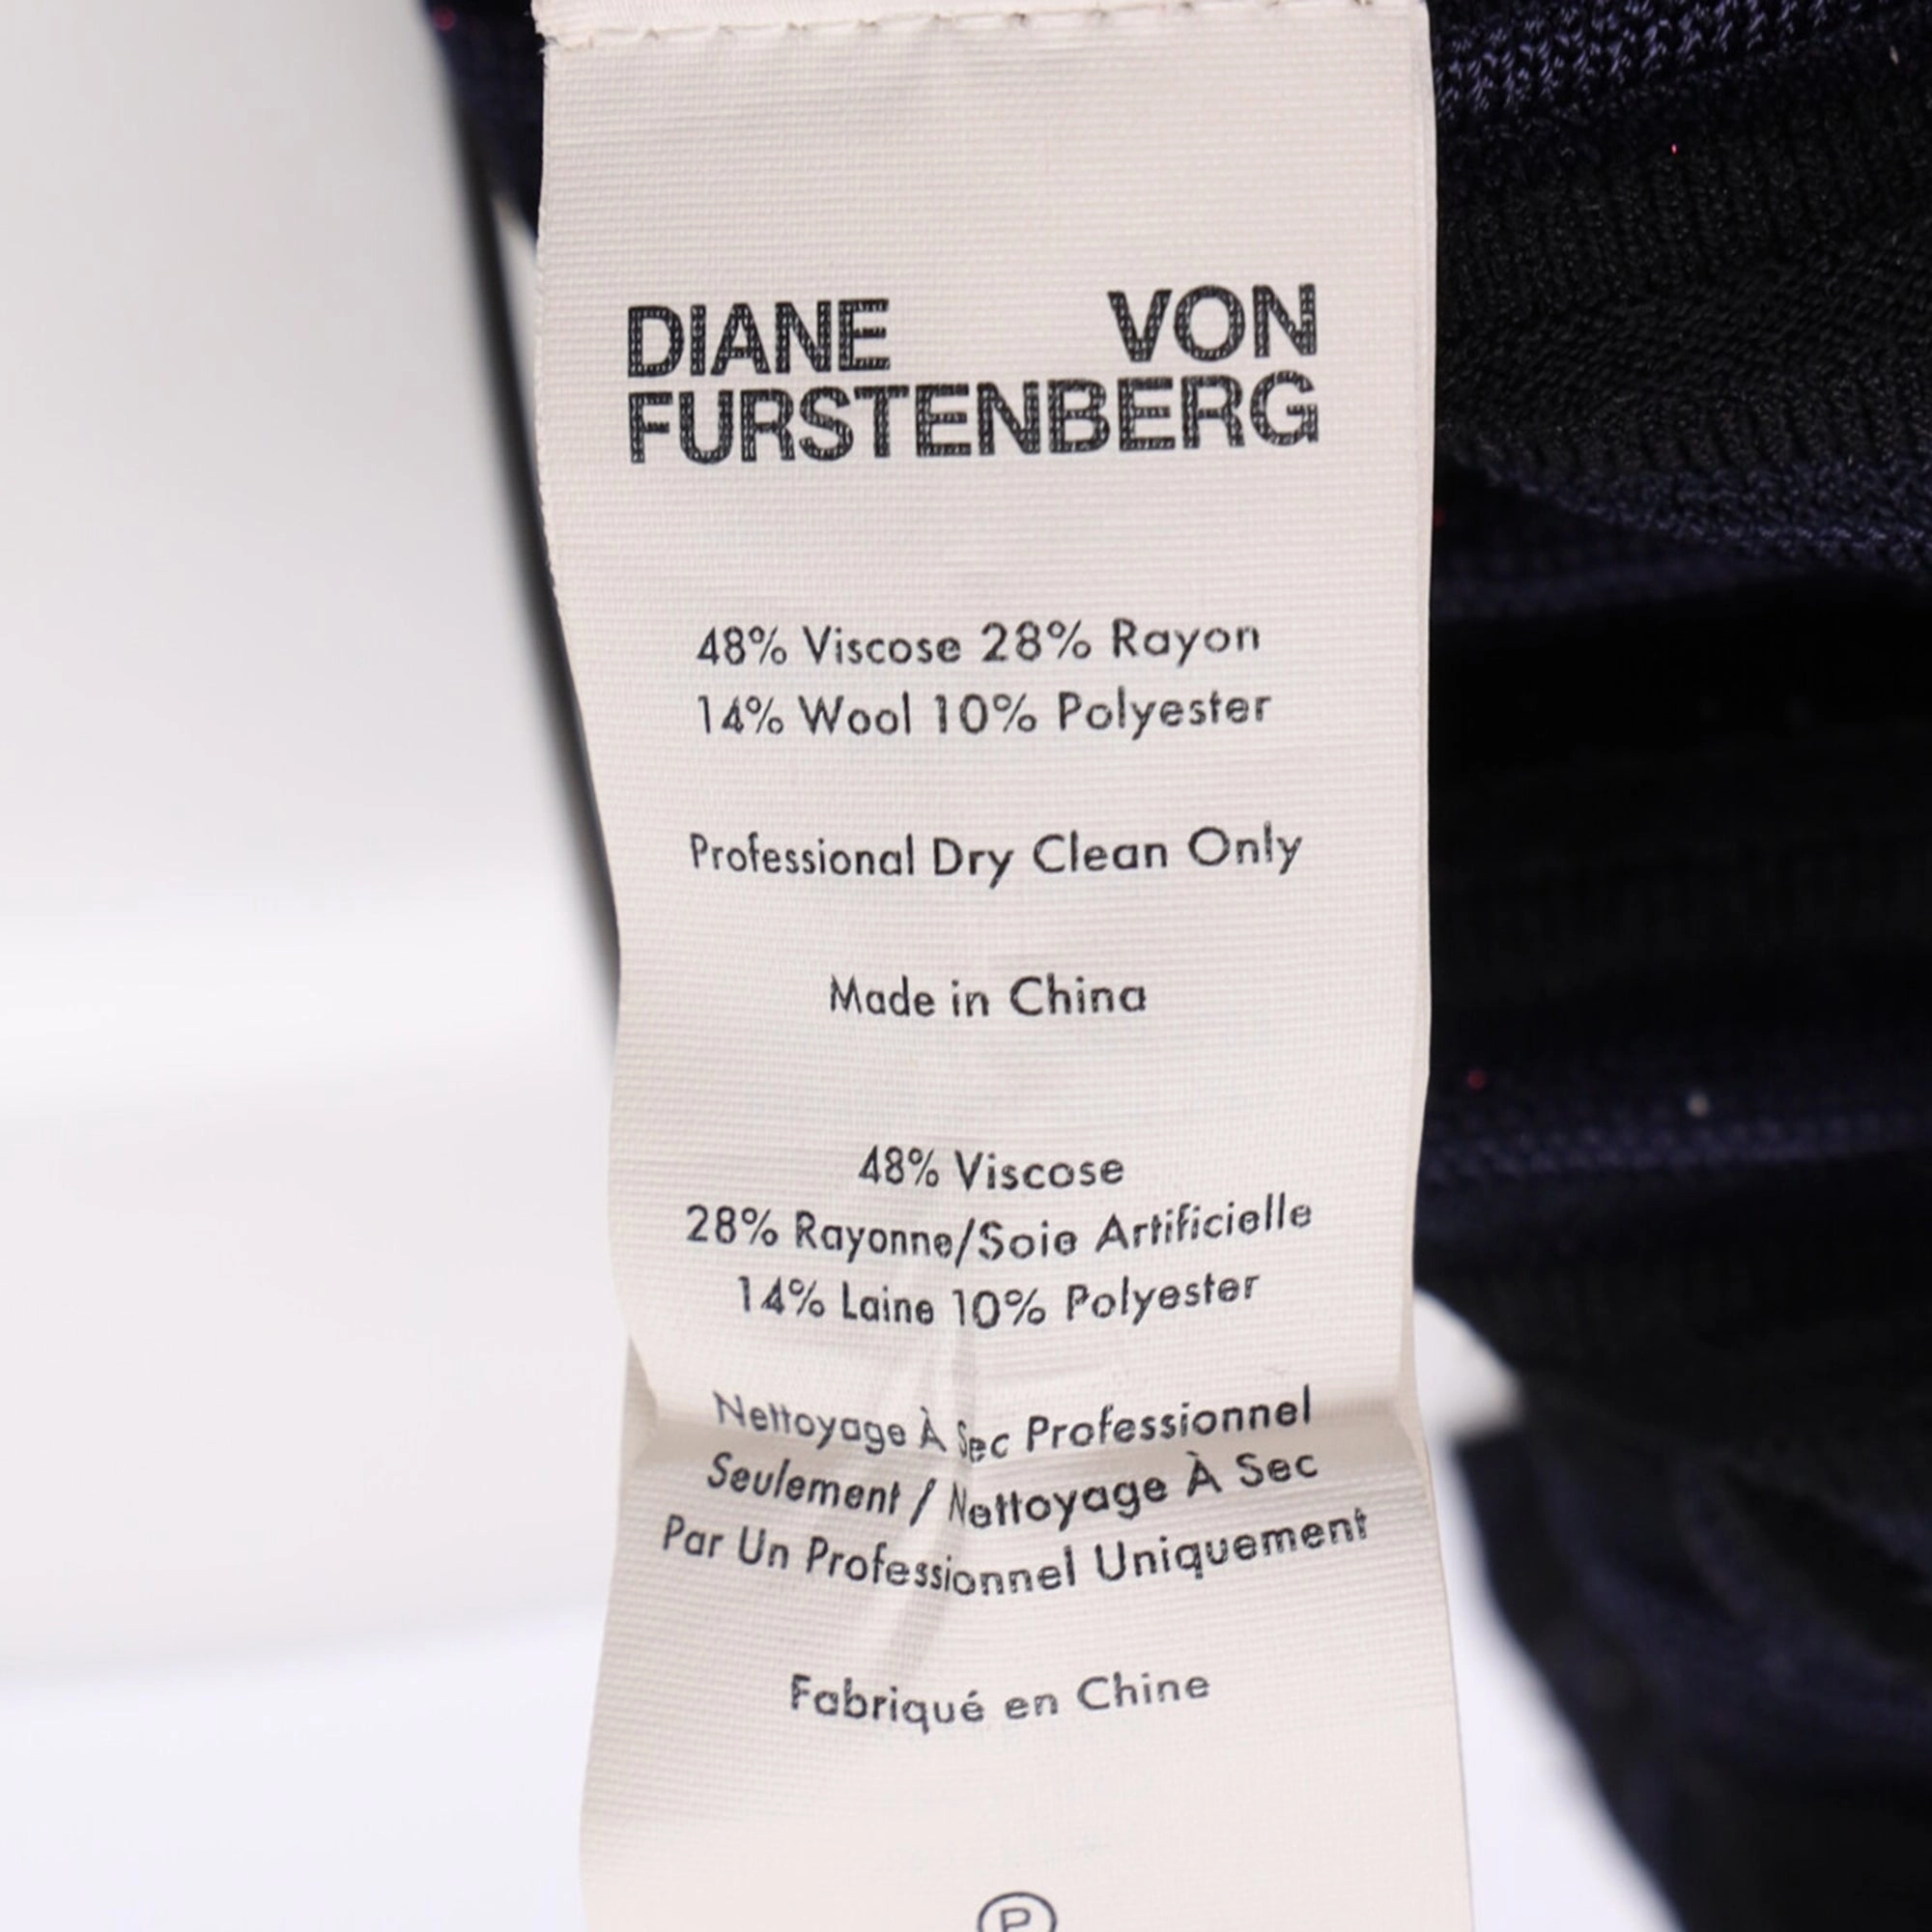 DIANE VON
FURSTENBERG
48% Viscose 28% Rayon
14% Wool 10% Polyester
Professional Dry Clean Only
Made in China
48% Viscose
28% Rayonne/Soie Artificielle
14% Laine 10% Polyester
Nettoyage À Sec Professionnel
Seulement / Nettoyage À Sec
Par Un Professionnel Uniquement
Fabriqué en Chine
P